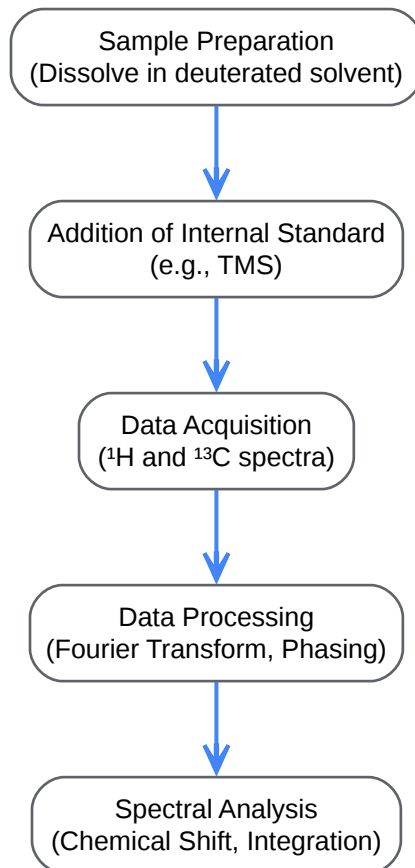 Sample Preparation
(Dissolve in deuterated solvent)
Addition of Internal Standard
(e.g., TMS)
Data Acquisition
(¹H and ¹³C spectra)
Data Processing
(Fourier Transform, Phasing)
Spectral Analysis
(Chemical Shift, Integration)